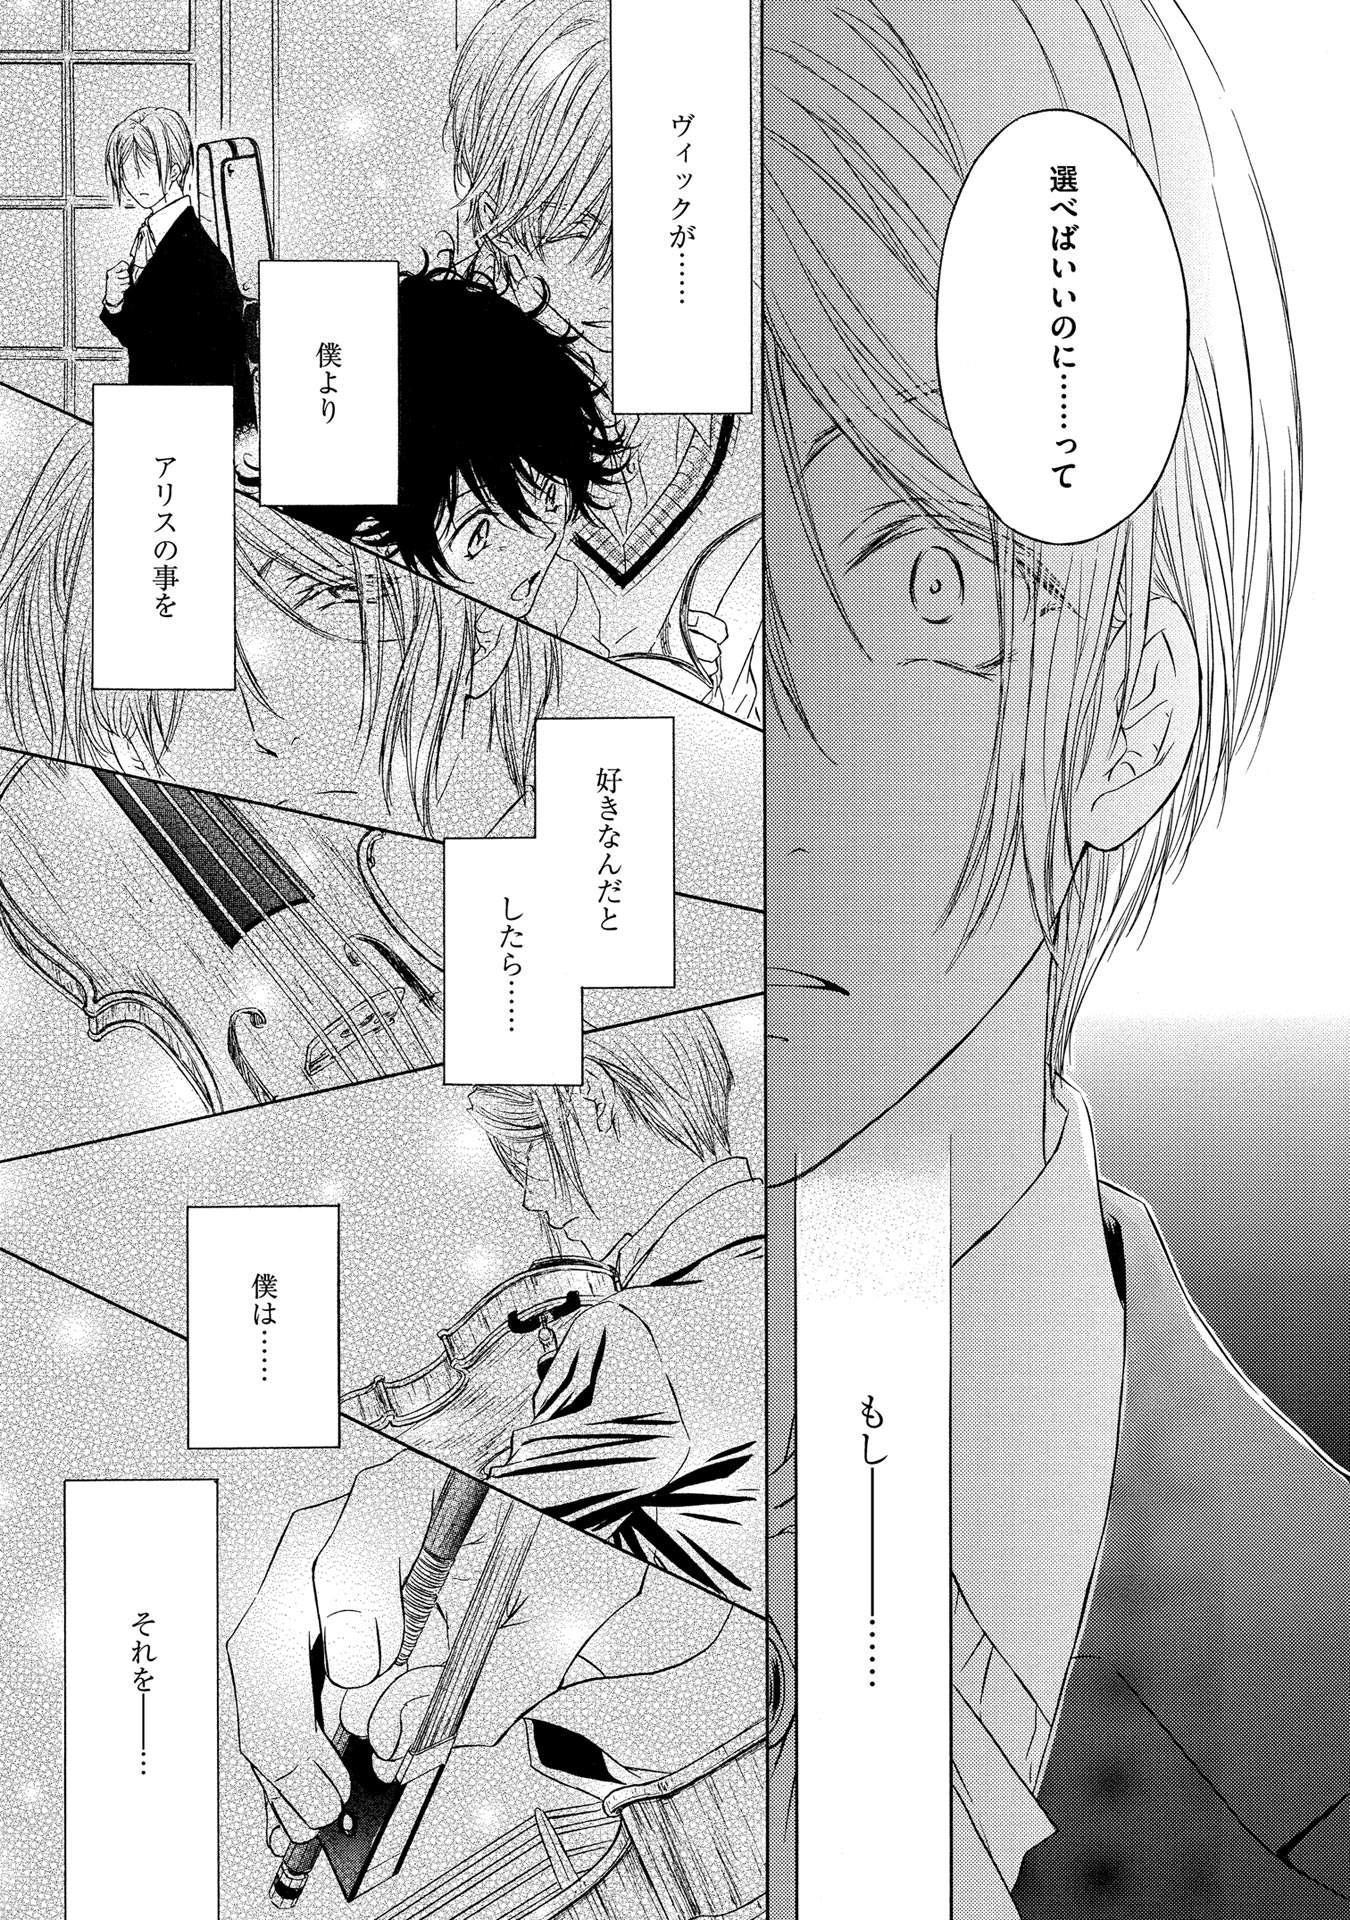 選べばいいのに……って
もし――……
ヴィックが……
僕より
アリスの事を
好きなんだと
したら……
僕は……
それを――…